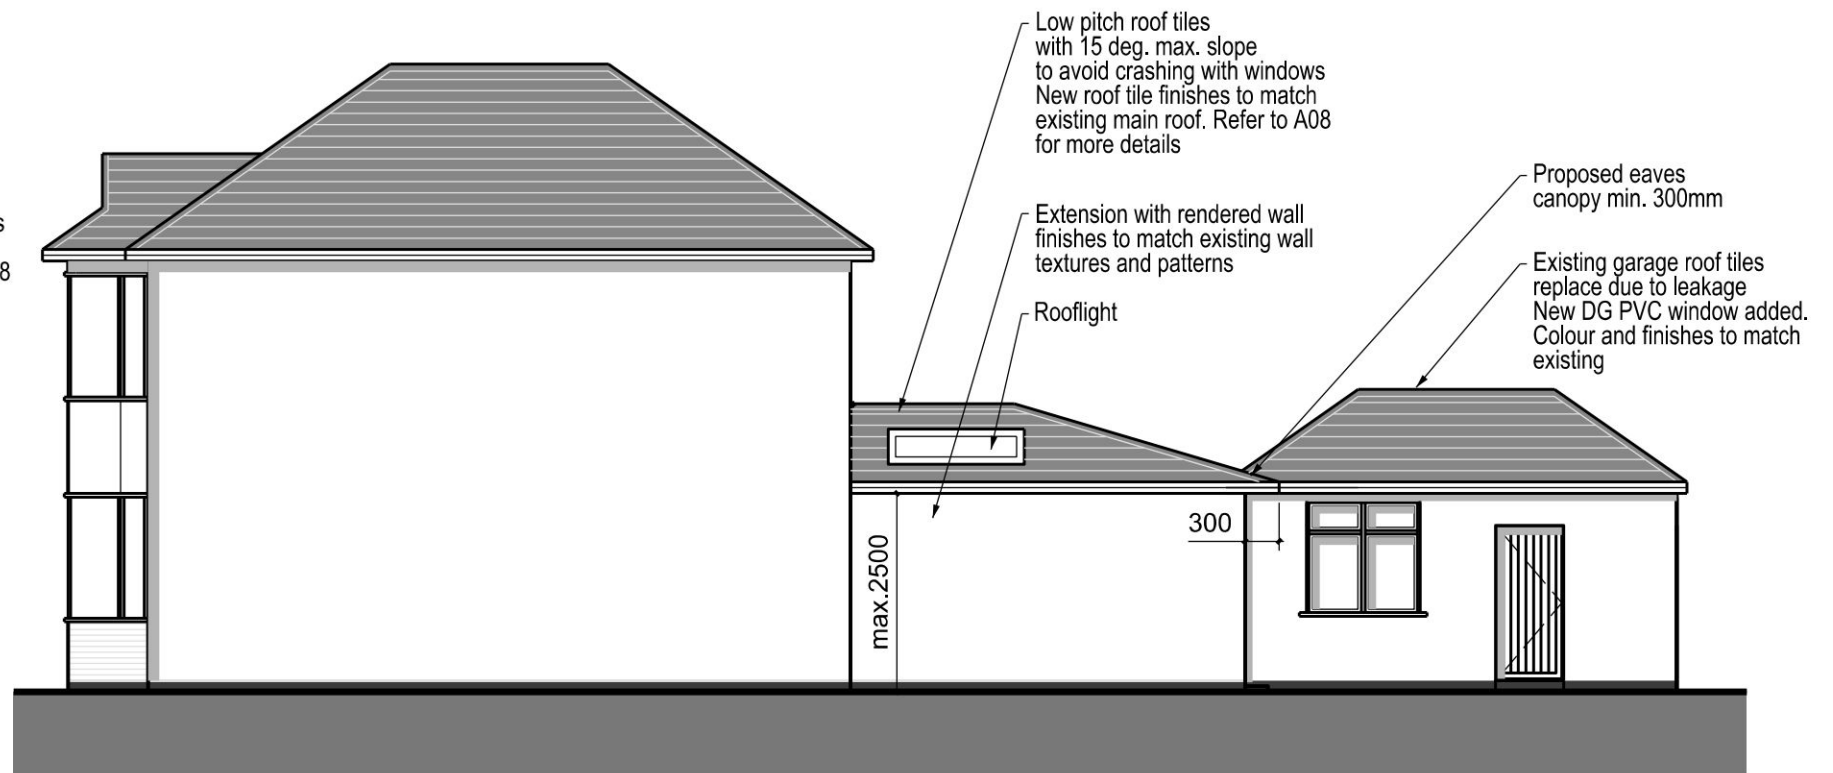 Low pitch roof tiles
with 15 deg. max. slope
to avoid crashing with windows
New roof tile finishes to match
existing main roof. Refer to A08
for more details
Proposed eaves
canopy min. 300mm
s
8
Extension with rendered wall
finishes to match existing wall
textures and patterns
Existing garage roof tiles
replace due to leakage
New DG PVC window added.
Colour and finishes to match
existing
Rooflight
300
max.2500